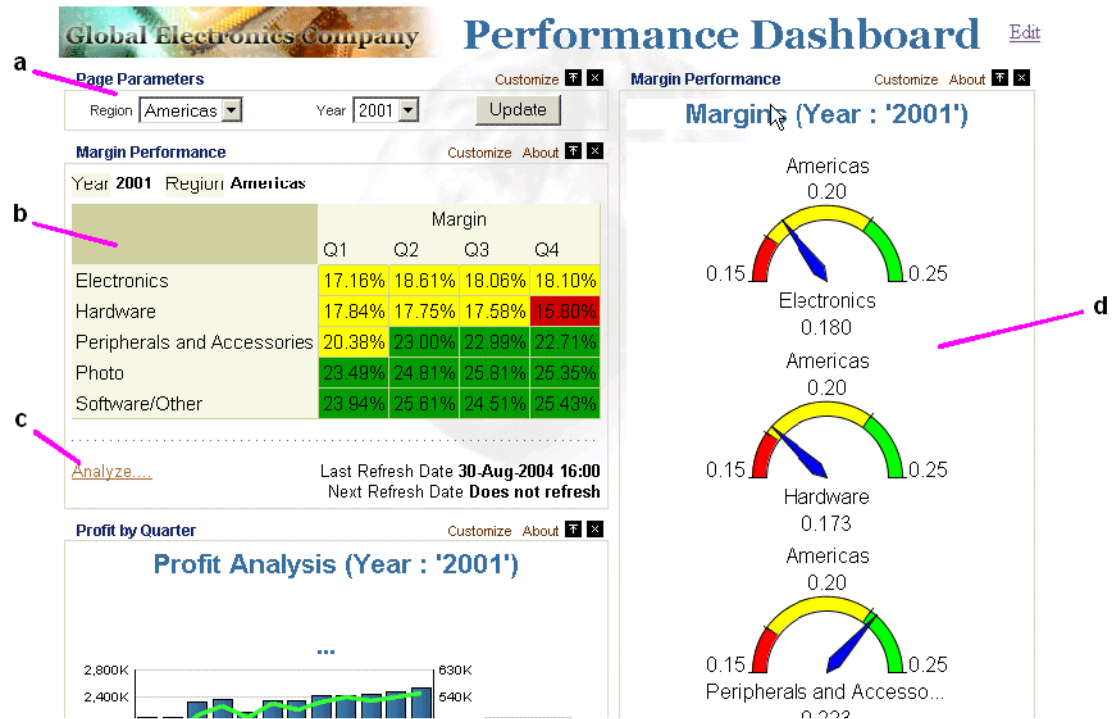 Global Electronics Company
Performance Dashboard
Edit
a
Page Parameters Customize
Region Americas Year 2001 Update
Margin Performance Customize About
Year 2001 Region Americas
b
Margin
Q1 Q2 Q3 Q4
Electronics 17.16% 18.61% 18.06% 18.10%
Hardware 17.84% 17.75% 17.58% 15.80%
Peripherals and Accessories 20.38% 23.00% 22.99% 22.71%
Photo 23.49% 24.81% 25.81% 25.35%
Software/Other 23.94% 25.61% 24.51% 25.43%
c
Analyze....
Last Refresh Date 30-Aug-2004 16:00
Next Refresh Date Does not refresh
Profit by Quarter Customize About
Profit Analysis (Year : '2001')
...
2,800K 630K
2,400K 540K
Margin Performance Customize About
Margins (Year : '2001')
Americas
0.20
0.15 0.25
Electronics
0.180
d
Americas
0.20
0.15 0.25
Hardware
0.173
Americas
0.20
0.15 0.25
Peripherals and Accesso...
0.223